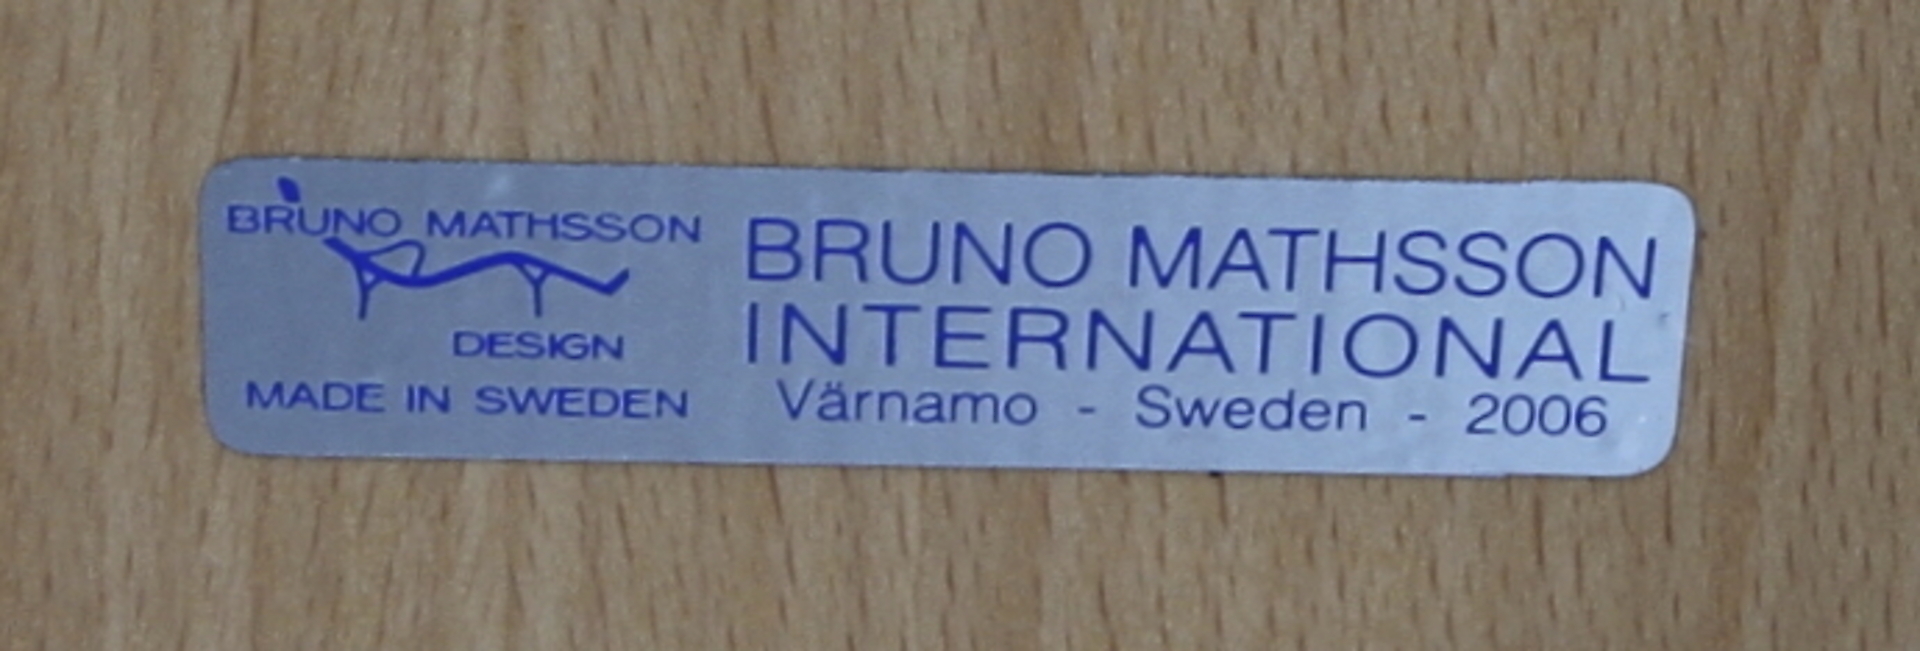 BRUNO MATHSSON
DESIGN
MADE IN SWEDEN
BRUNO MATHSSON
INTERNATIONAL
Värnamo - Sweden - 2006